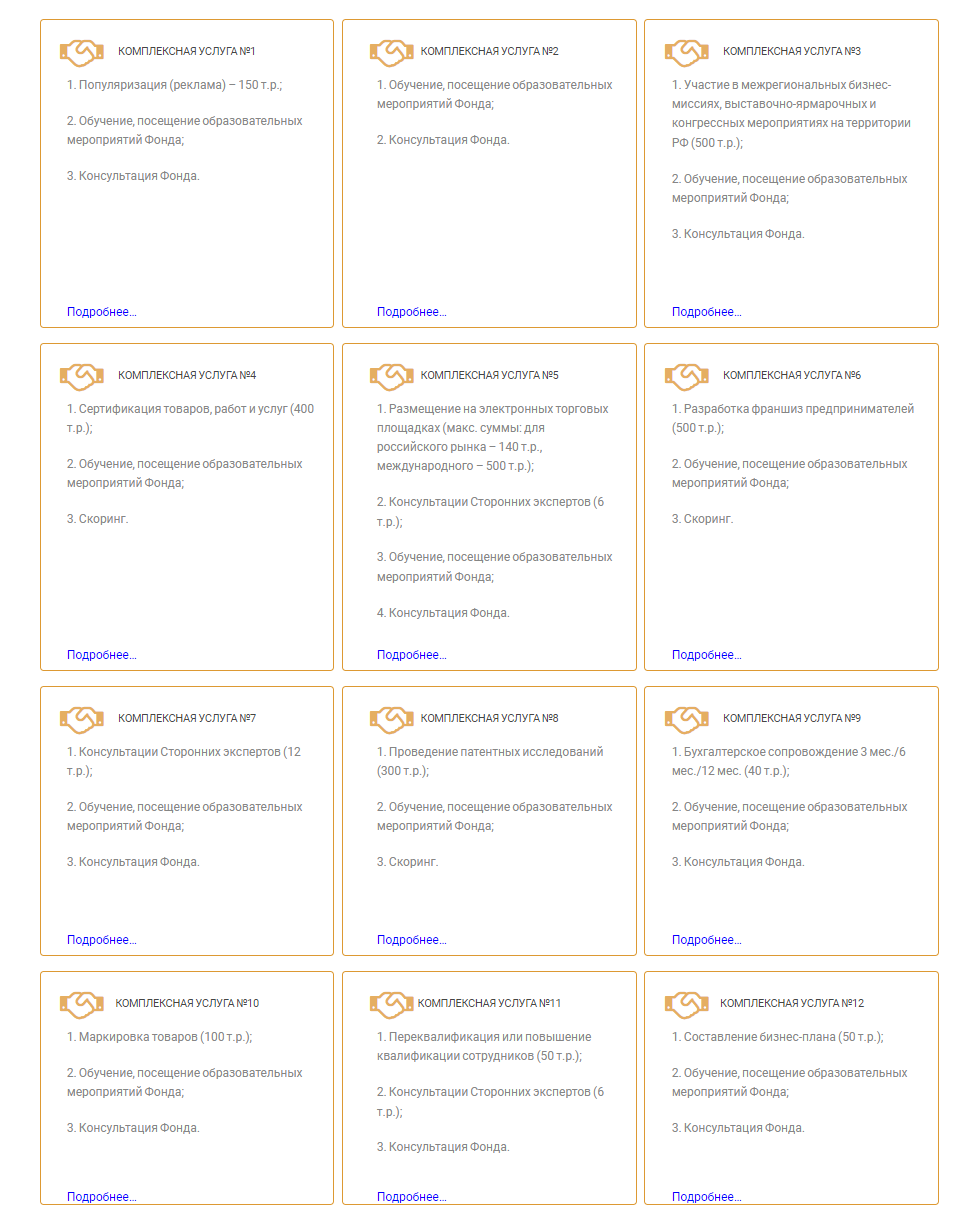 КОМПЛЕКСНАЯ УСЛУГА №1
1. Популяризация (реклама) – 150 т.р.;
2. Обучение, посещение образовательных
мероприятий Фонда;
3. Консультация Фонда.
Подробнее...
КОМПЛЕКСНАЯ УСЛУГА №2
1. Обучение, посещение образовательных
мероприятий Фонда;
2. Консультация Фонда.
Подробнее...
КОМПЛЕКСНАЯ УСЛУГА №3
1. Участие в межрегиональных бизнес-
миссиях, выставочно-ярмарочных и
конгрессных мероприятиях на территории
РФ (500 т.р.);
2. Обучение, посещение образовательных
мероприятий Фонда;
3. Консультация Фонда.
Подробнее...
КОМПЛЕКСНАЯ УСЛУГА №4
1. Сертификация товаров, работ и услуг (400
т.р.);
2. Обучение, посещение образовательных
мероприятий Фонда;
3. Скоринг.
Подробнее...
КОМПЛЕКСНАЯ УСЛУГА №5
1. Размещение на электронных торговых
площадках (макс. суммы: для
российского рынка – 140 т.р.,
международного – 500 т.р.);
2. Консультации Сторонних экспертов (6
т.р.);
3. Обучение, посещение образовательных
мероприятий Фонда;
4. Консультация Фонда.
Подробнее...
КОМПЛЕКСНАЯ УСЛУГА №6
1. Разработка франшиз предпринимателей
(500 т.р.);
2. Обучение, посещение образовательных
мероприятий Фонда;
3. Скоринг.
Подробнее...
КОМПЛЕКСНАЯ УСЛУГА №7
1. Консультации Сторонних экспертов (12
т.р.);
2. Обучение, посещение образовательных
мероприятий Фонда;
3. Консультация Фонда.
Подробнее...
КОМПЛЕКСНАЯ УСЛУГА №8
1. Проведение патентных исследований
(300 т.р.);
2. Обучение, посещение образовательных
мероприятий Фонда;
3. Скоринг.
Подробнее...
КОМПЛЕКСНАЯ УСЛУГА №9
1. Бухгалтерское сопровождение 3 мес./6
мес./12 мес. (40 т.р.);
2. Обучение, посещение образовательных
мероприятий Фонда;
3. Консультация Фонда.
Подробнее...
КОМПЛЕКСНАЯ УСЛУГА №10
1. Маркировка товаров (100 т.р.);
2. Обучение, посещение образовательных
мероприятий Фонда;
3. Консультация Фонда.
Подробнее...
КОМПЛЕКСНАЯ УСЛУГА №11
1. Переквалификация или повышение
квалификации сотрудников (50 т.р.);
2. Консультации Сторонних экспертов (6
т.р.);
3. Консультация Фонда.
Подробнее...
КОМПЛЕКСНАЯ УСЛУГА №12
1. Составление бизнес-плана (50 т.р.);
2. Обучение, посещение образовательных
мероприятий Фонда;
3. Консультация Фонда.
Подробнее...